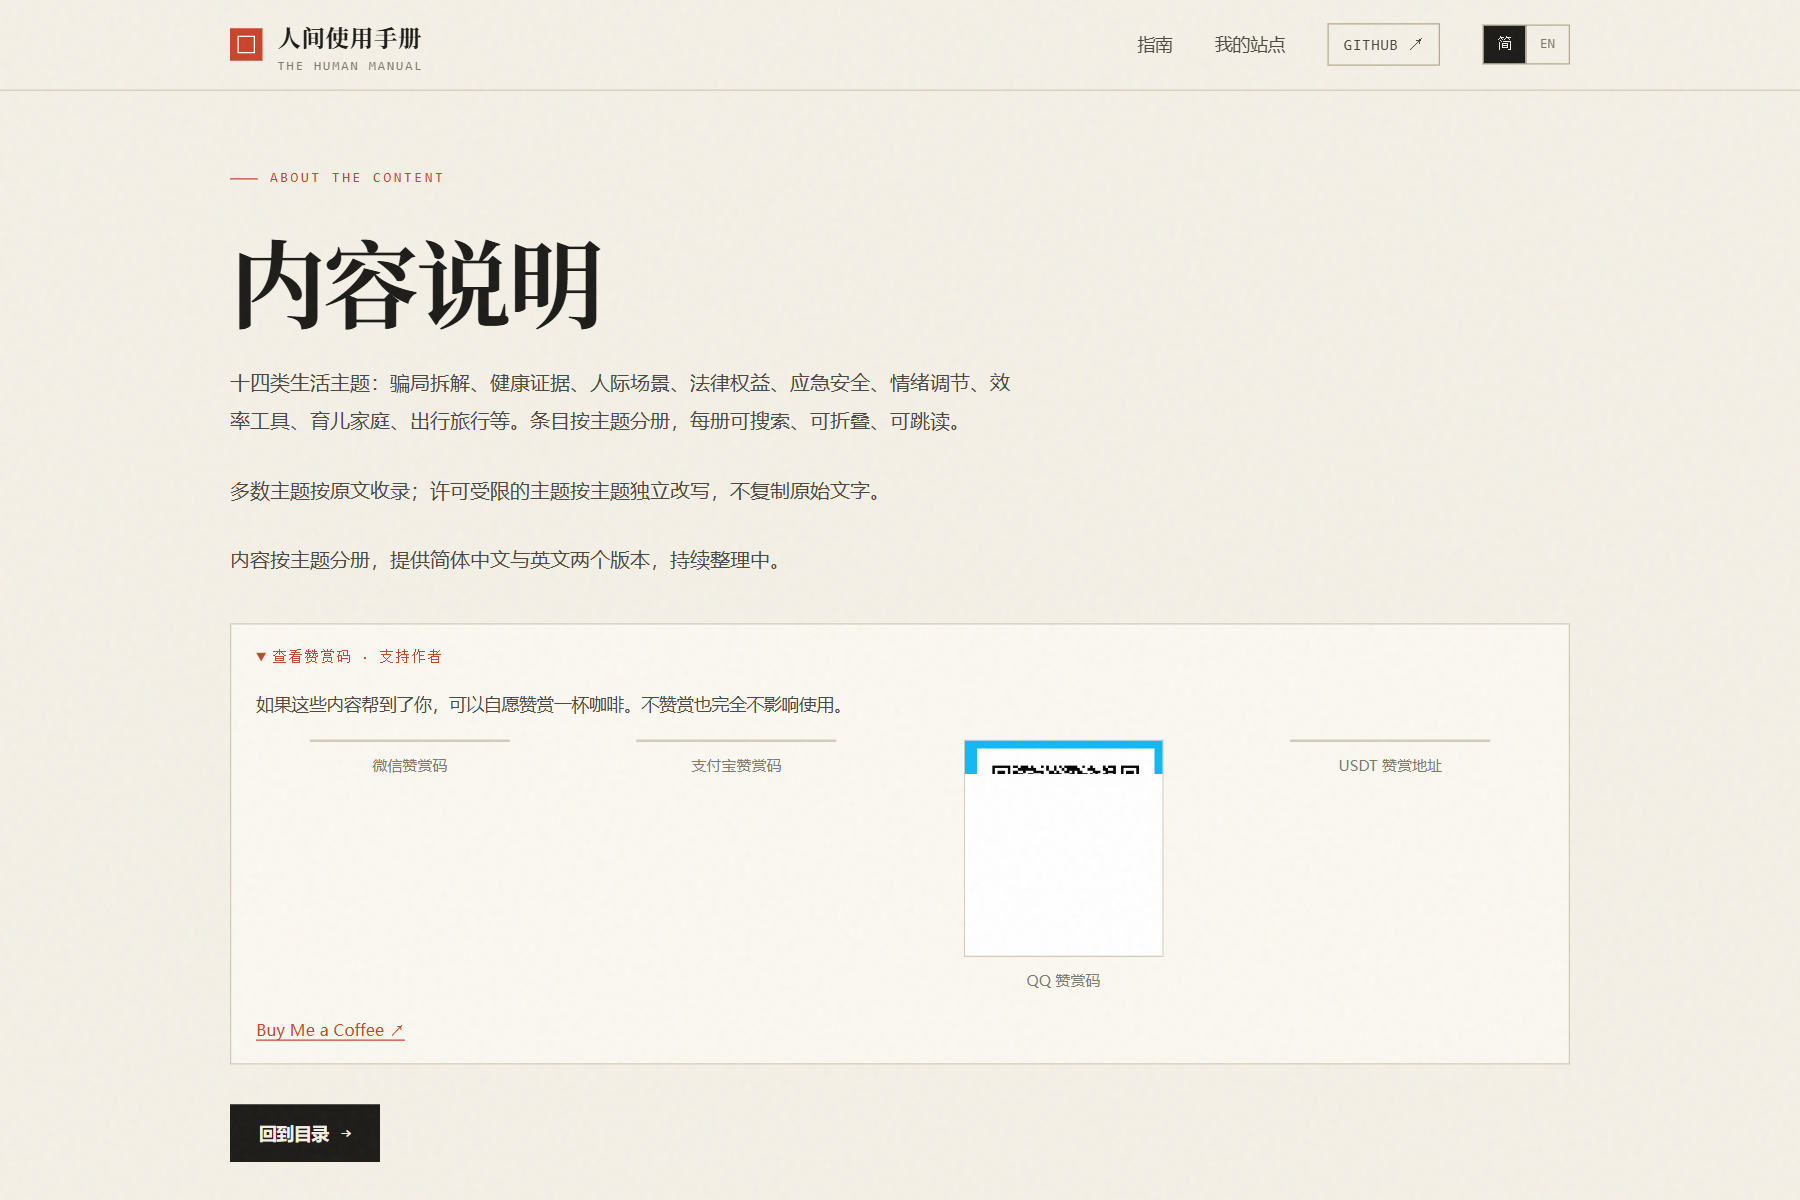 人间使用手册
THE HUMAN MANUAL
指南
我的站点
GITHUB ↗
简
EN
ABOUT THE CONTENT
内容说明
十四类生活主题：骗局拆解、健康证据、人际场景、法律权益、应急安全、情绪调节、效
率工具、育儿家庭、出行旅行等。条目按主题分册，每册可搜索、可折叠、可跳读。
多数主题按原文收录；许可受限的主题按主题独立改写，不复制原始文字。
内容按主题分册，提供简体中文与英文两个版本，持续整理中。
▼ 查看赞赏码 · 支持作者
如果这些内容帮到了你，可以自愿赞赏一杯咖啡。不赞赏也完全不影响使用。
微信赞赏码
支付宝赞赏码
QQ 赞赏码
USDT 赞赏地址
Buy Me a Coffee ↗
回到目录 →